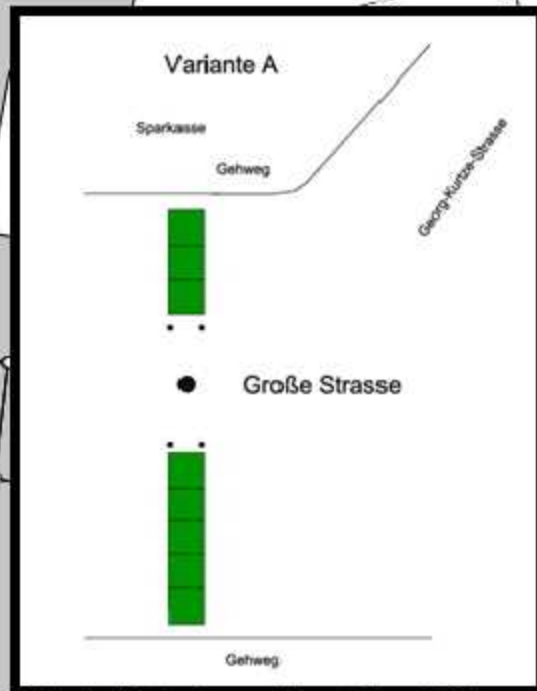 Variante A
Sparkasse
Gehweg
Georg-Kurtze-Strasse
Große Strasse
Gehweg